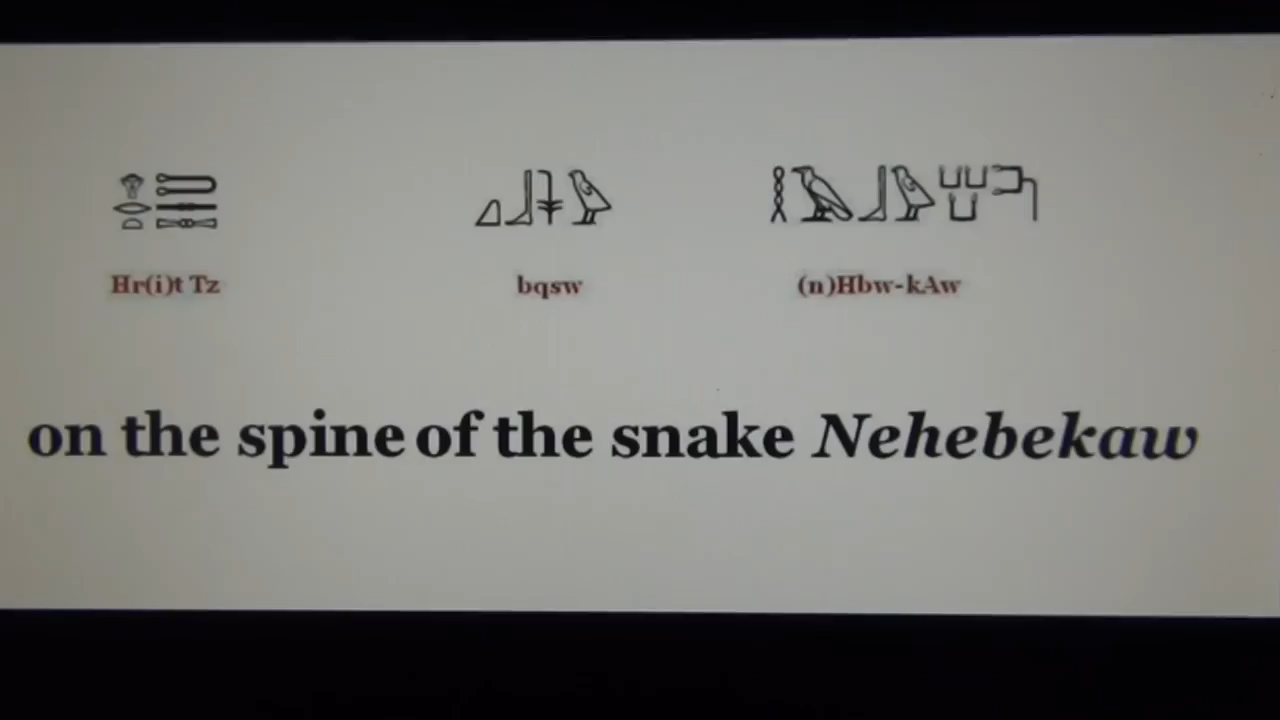 Hr(i)t Tz bqsw (n)Hbw-kAw
on the spine of the snake Nehebekaw